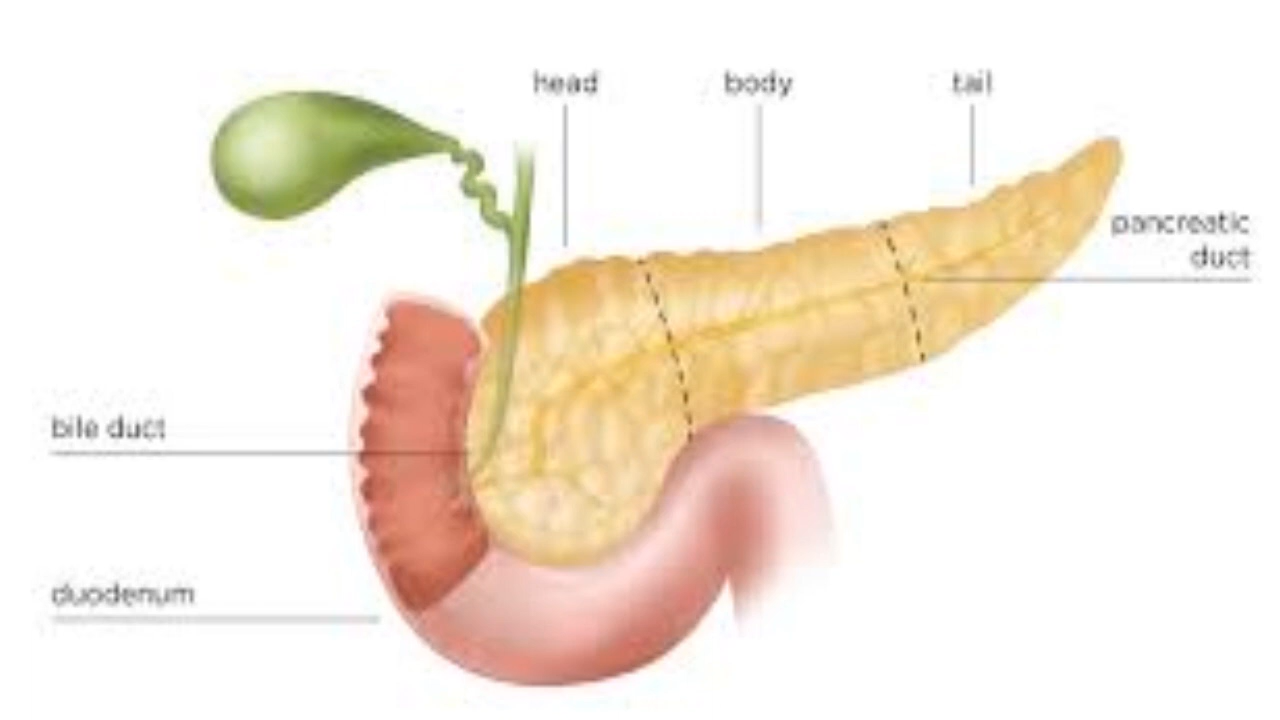 head
body
tail
pancreatic
duct
bile duct
duodenum